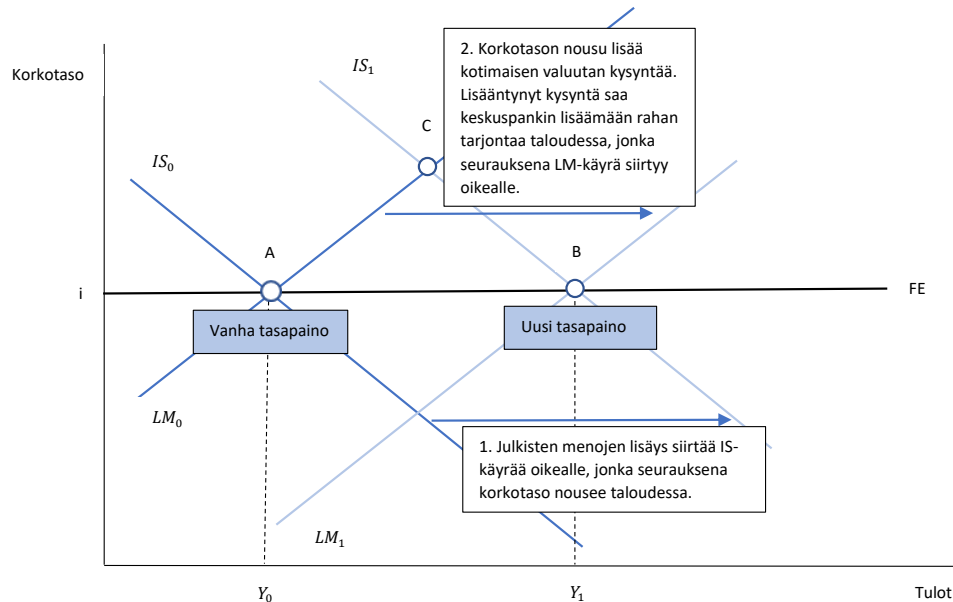 Korkotaso
IS₁
2. Korkotason nousu lisää
kotimaisen valuutan kysyntää.
Lisääntynyt kysyntä saa
keskuspankin lisäämään rahan
tarjontaa taloudessa, jonka
seurauksena LM-käyrä siirtyy
oikealle.
C
IS₀
A
B
i
FE
Vanha tasapaino
Uusi tasapaino
LM₀
1. Julkisten menojen lisäys siirtää IS-
käyrää oikealle, jonka seurauksena
korkotaso nousee taloudessa.
LM₁
Y₀
Y₁
Tulot